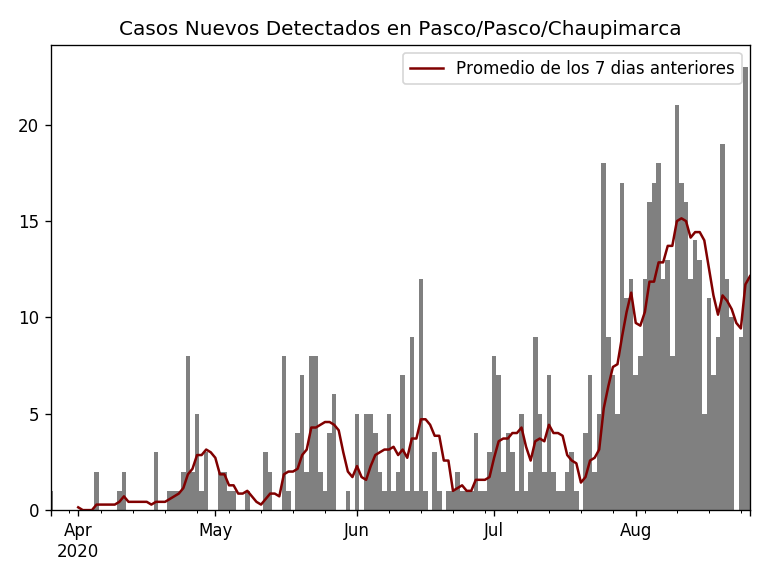 Casos Nuevos Detectados en Pasco/Pasco/Chaupimarca
Promedio de los 7 dias anteriores
20
15
10
5
0
Apr May Jun Jul Aug
2020